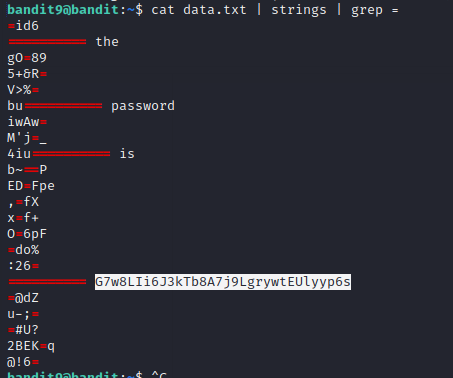 bandit9@bandit:~$ cat data.txt | strings | grep =
=id6
========== the
gO=89
5+&R=
V>%=
bu========== password
iwAw=
M'j=_
4iu========== is
b~==P
ED=Fpe
,=fX
x=f+
O=6pF
=do%
:26=
========== G7w8LIi6J3kTb8A7j9LgrywtEUlyyp6s
=@dZ
u-;=
=#U?
2BEK=q
@!6=
bandit9@bandit:~$ ^C